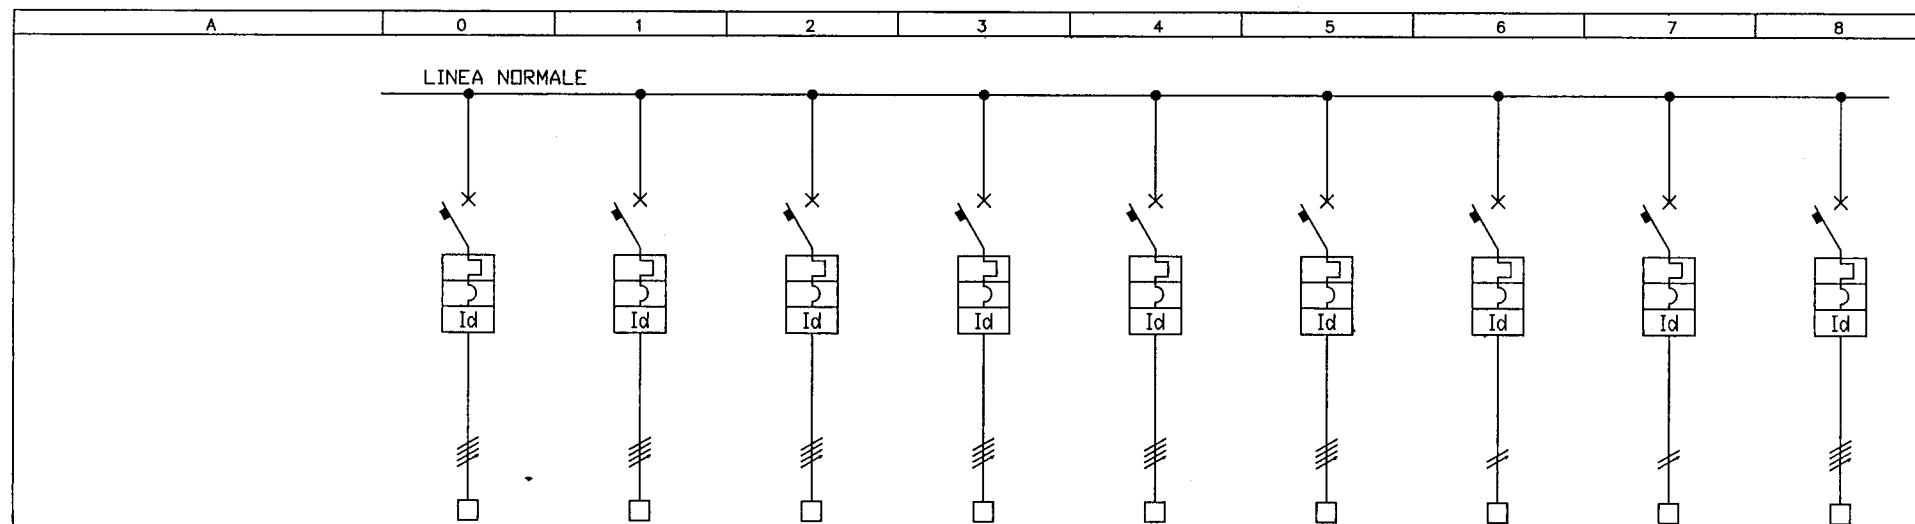 A 0 1 2 3 4 5 6 7 8
LINEA NORMALE
Id Id Id Id Id Id Id Id Id